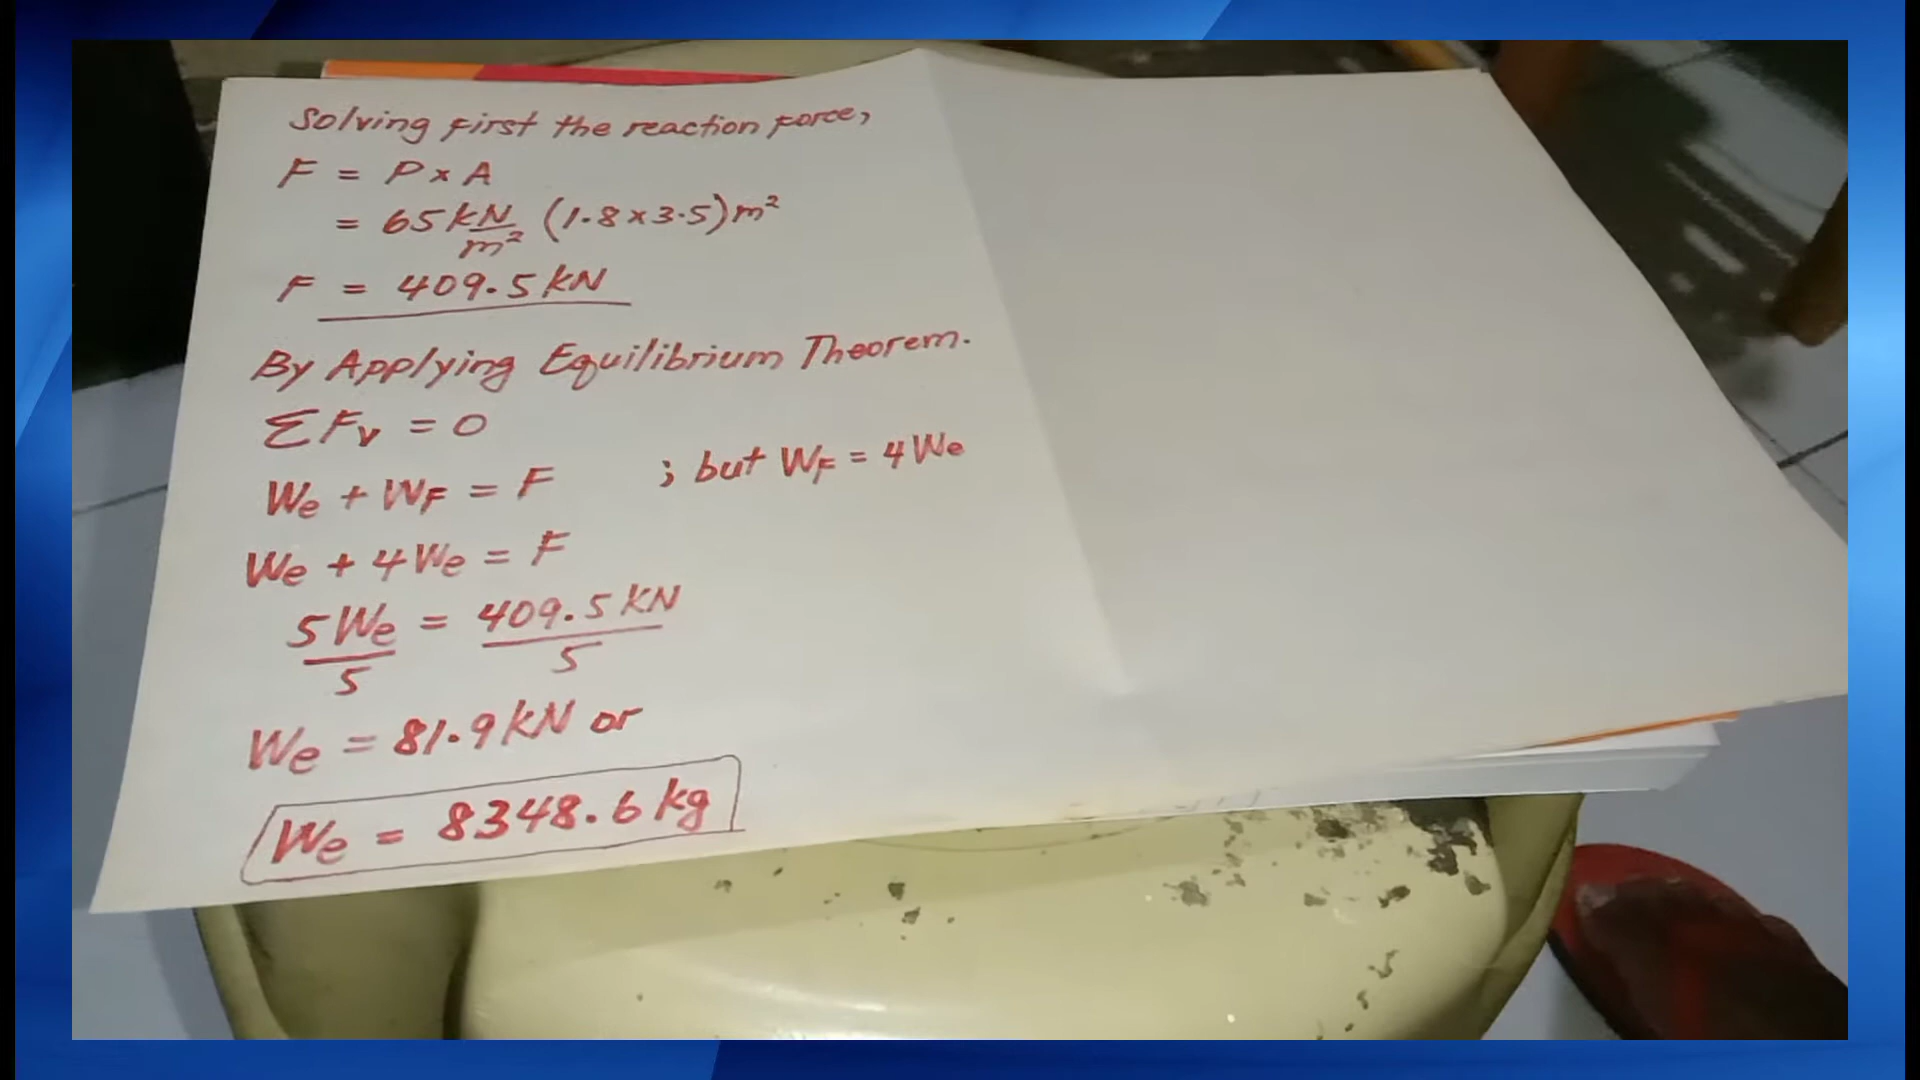 Solving first the reaction force,
F = P x A
= 65 kN/m² (1.8 x 3.5) m²
F = 409.5 kN
By Applying Equilibrium Theorem.
ΣFv = 0
We + WF = F ; but WF = 4We
We + 4We = F
5We/5 = 409.5 KN/5
We = 81.9 kN or
We = 8348.6 kg